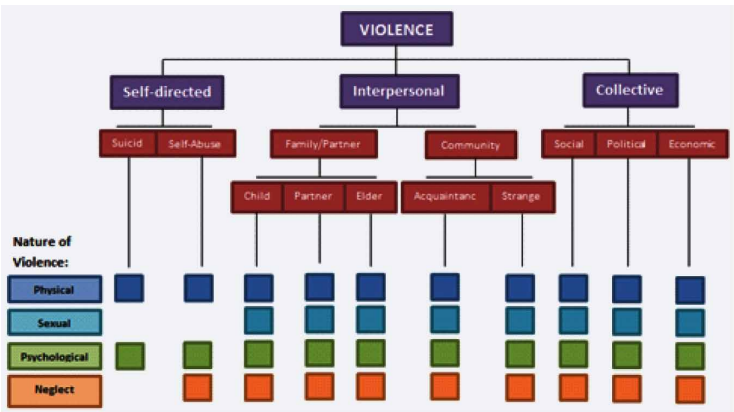 VIOLENCE
Self-directed Interpersonal Collective
Suicid Self-Abuse Family/Partner Community Social Political Economic
Child Partner Elder Acquaintanc Strange
Nature of
Violence:
Physical
Sexual
Psychological
Neglect